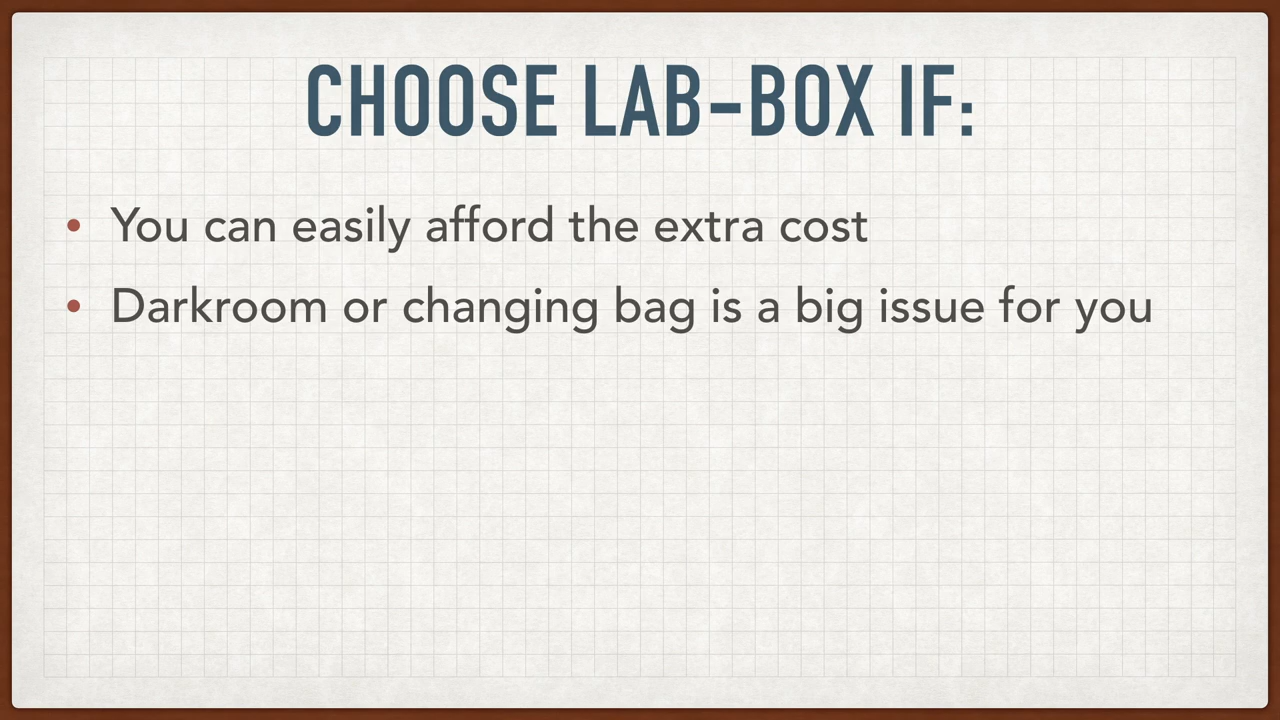 CHOOSE LAB-BOX IF:
• You can easily afford the extra cost
• Darkroom or changing bag is a big issue for you